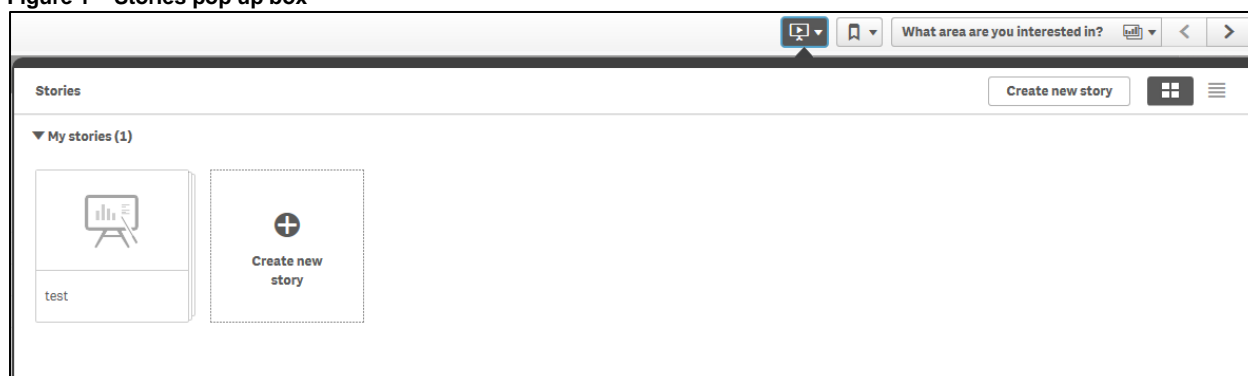 Figure 1 – Stories pop up box
What area are you interested in?
Stories
Create new story
My stories (1)
Create new
story
test